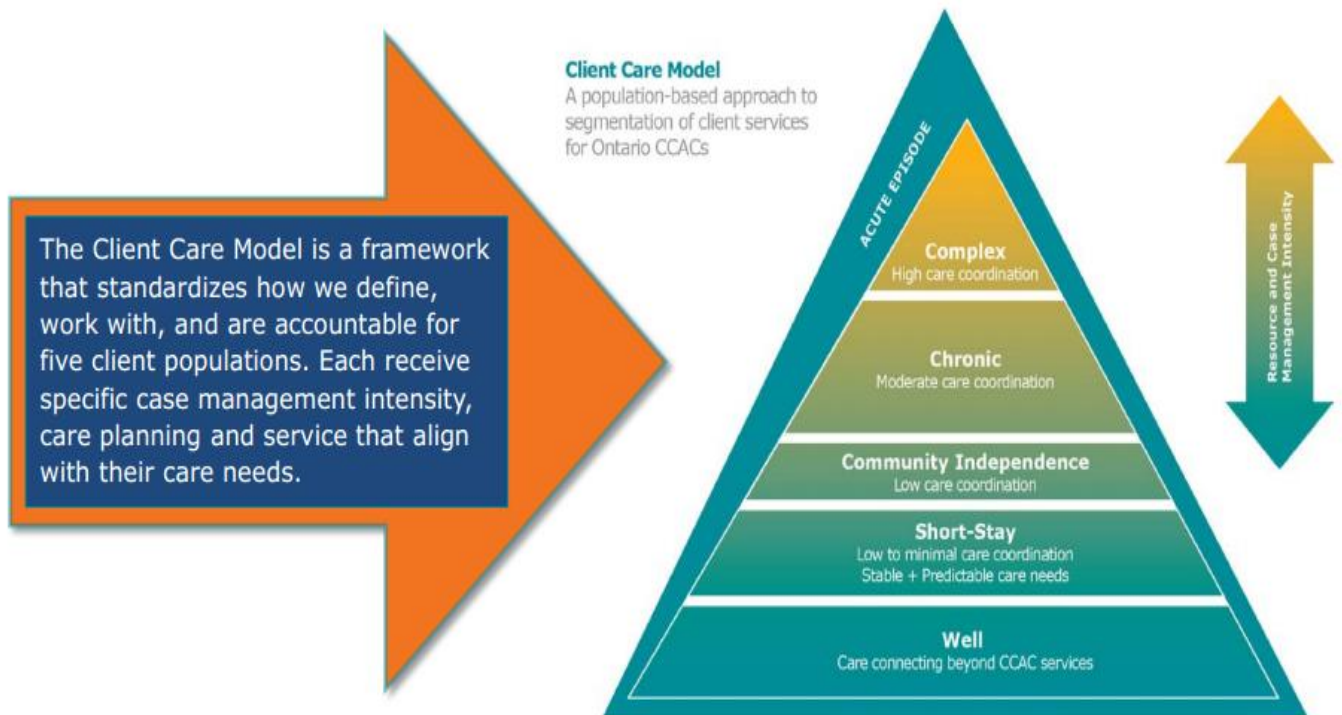 The Client Care Model is a framework
that standardizes how we define,
work with, and are accountable for
five client populations. Each receive
specific case management intensity,
care planning and service that align
with their care needs.
Client Care Model
A population-based approach to
segmentation of client services
for Ontario CCACs
ACUTE EPISODE
Complex
High care coordination
Chronic
Moderate care coordination
Community Independence
Low care coordination
Short-Stay
Low to minimal care coordination
Stable + Predictable care needs
Well
Care connecting beyond CCAC services
Resource and Case
Management Intensity